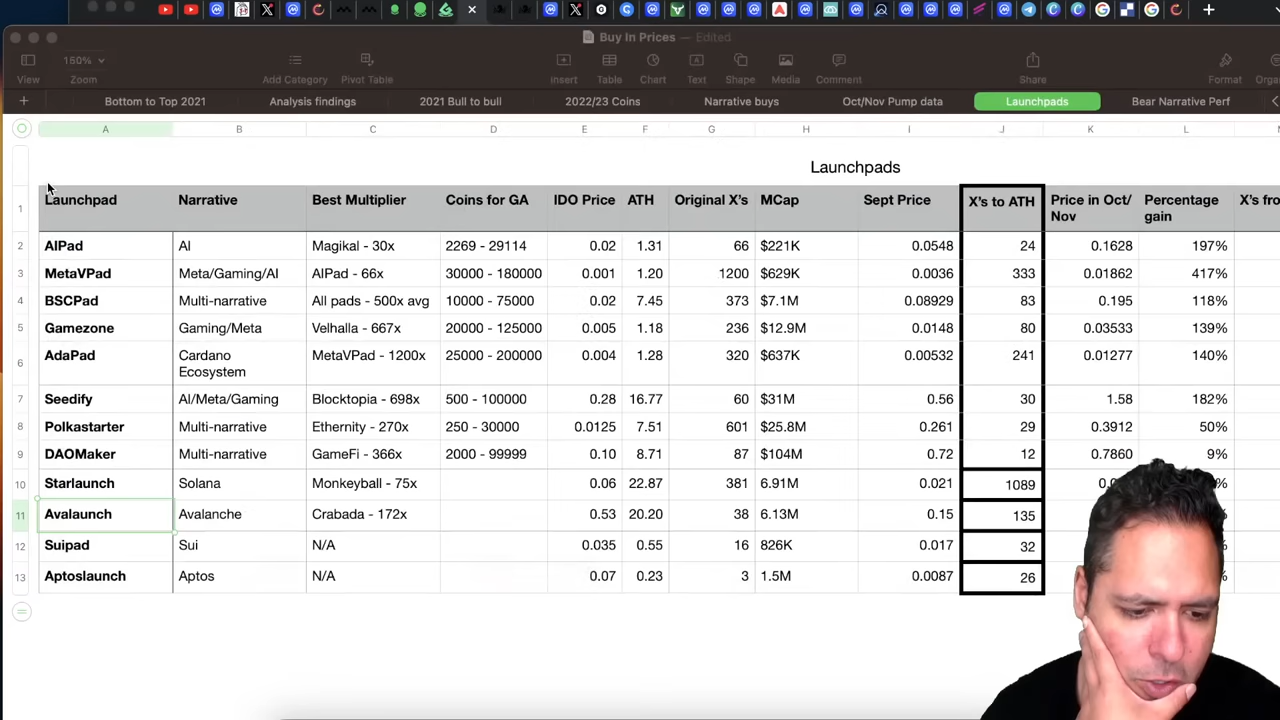 Buy In Prices — Edited
160%
View
Zoom
Add Category
Pivot Table
Insert
Table
Chart
Text
Shape
Media
Comment
Share
Format
Bottom to Top 2021
Analysis findings
2021 Bull to bull
2022/23 Coins
Narrative buys
Oct/Nov Pump data
Launchpads
Bear Narrative Perf
A B C D E F G H I J K L
Launchpads
1 Launchpad Narrative Best Multiplier Coins for GA IDO Price ATH Original X's MCap Sept Price X's to ATH Price in Oct/ Percentage X's
Nov gain
2 AIPad AI Magikal - 30x 2269 - 29114 0.02 1.31 66 $221K 0.0548 24 0.1628 197%
3 MetaVPad Meta/Gaming/AI AIPad - 66x 30000 - 180000 0.001 1.20 1200 $629K 0.0036 333 0.01862 417%
4 BSCPad Multi-narrative All pads - 500x avg 10000 - 75000 0.02 7.45 373 $7.1M 0.08929 83 0.195 118%
5 Gamezone Gaming/Meta Velhalla - 667x 20000 - 125000 0.005 1.18 236 $12.9M 0.0148 80 0.03533 139%
6 AdaPad Cardano MetaVPad - 1200x 25000 - 200000 0.004 1.28 320 $637K 0.00532 241 0.01277 140%
Ecosystem
7 Seedify AI/Meta/Gaming Blocktopia - 698x 500 - 100000 0.28 16.77 60 $31M 0.56 30 1.58 182%
8 Polkastarter Multi-narrative Ethernity - 270x 250 - 30000 0.0125 7.51 601 $25.8M 0.261 29 0.3912 50%
9 DAOMaker Multi-narrative GameFi - 366x 2000 - 99999 0.10 8.71 87 $104M 0.72 12 0.7860 9%
10 Starlaunch Solana Monkeyball - 75x 0.06 22.87 381 6.91M 0.021 1089
11 Avalaunch Avalanche Crabada - 172x 0.53 20.20 38 6.13M 0.15 135
12 Suipad Sui N/A 0.035 0.55 16 826K 0.017 32
13 Aptoslaunch Aptos N/A 0.07 0.23 3 1.5M 0.0087 26